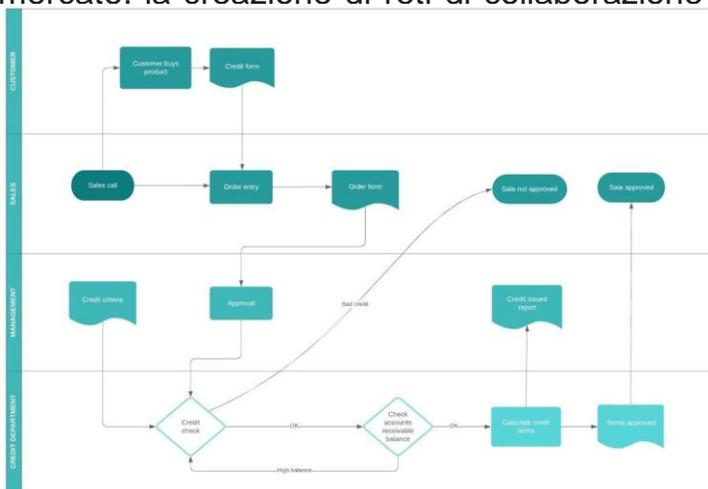 mercato: la creazione di reti di collaborazione
CUSTOMER
Customer buys
product
Credit form
SALES
Sales call
Order entry
Order form
Sale not approved
Sale approved
MANAGEMENT
Credit criteria
Approval
Bad credit
Credit issued
report
CREDIT DEPARTMENT
Credit
check
OK
Check
accounts
receivable
balance
OK
Calculate credit
terms
Terms approved
High balance